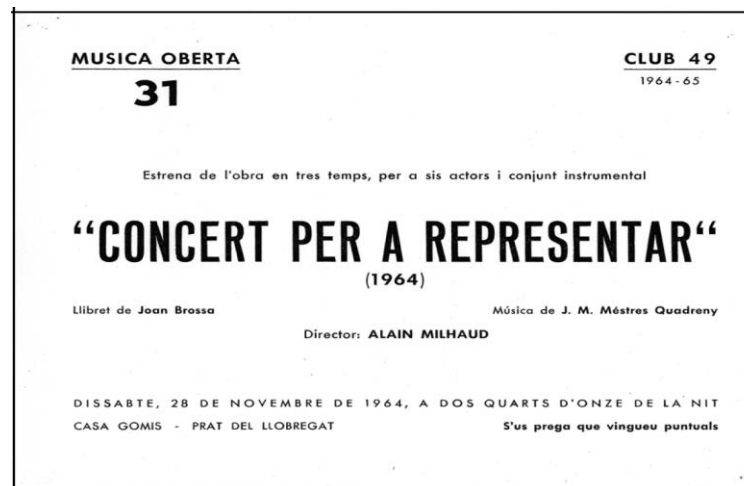 MUSICA OBERTA CLUB 49
31 1964-65
Estrena de l'obra en tres temps, per a sis actors i conjunt instrumental
“CONCERT PER A REPRESENTAR“
(1964)
Llibret de Joan Brossa Música de J. M. Méstres Quadreny
Director: ALAIN MILHAUD
DISSABTE, 28 DE NOVEMBRE DE 1964, A DOS QUARTS D'ONZE DE LA NIT
CASA GOMIS - PRAT DEL LLOBREGAT S'us prega que vingueu puntuals